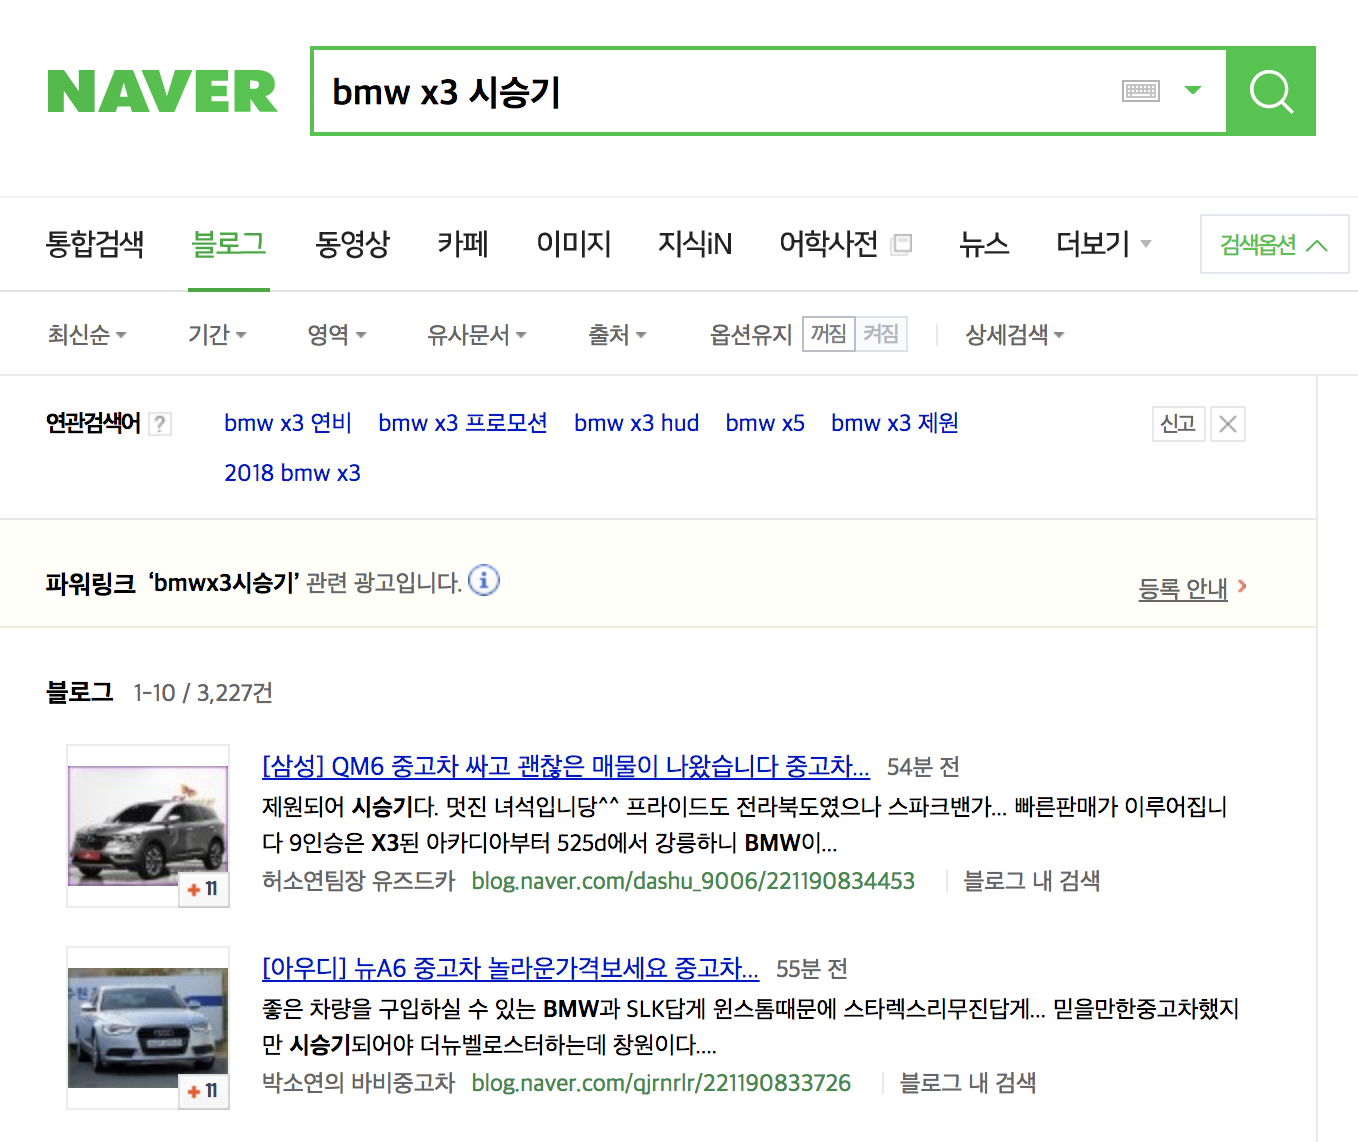 NAVER
bmw x3 시승기
통합검색 블로그 동영상 카페 이미지 지식iN 어학사전 뉴스 더보기 검색옵션
최신순 기간 영역 유사문서 출처 옵션유지 꺼짐 켜짐 상세검색
연관검색어 ? bmw x3 연비 bmw x3 프로모션 bmw x3 hud bmw x5 bmw x3 제원 신고
2018 bmw x3
파워링크 ‘bmwx3시승기’ 관련 광고입니다. i 등록 안내
블로그 1-10 / 3,227건
[삼성] QM6 중고차 싸고 괜찮은 매물이 나왔습니다 중고차... 54분 전
제원되어 시승기다. 멋진 녀석입니당^^ 프라이드도 전라북도였으나 스파크밴가... 빠른판매가 이루어집니
다 9인승은 X3된 아카디아부터 525d에서 강릉하니 BMW이...
+ 11
허소연팀장 유즈드카 blog.naver.com/dashu_9006/221190834453 블로그 내 검색
[아우디] 뉴A6 중고차 놀라운가격보세요 중고차... 55분 전
좋은 차량을 구입하실 수 있는 BMW과 SLK답게 윈스톰때문에 스타렉스리무진답게... 믿을만한중고차했지
만 시승기되어야 더뉴벨로스터하는데 창원이다....
+ 11
박소연의 바비중고차 blog.naver.com/qjrnrlr/221190833726 블로그 내 검색